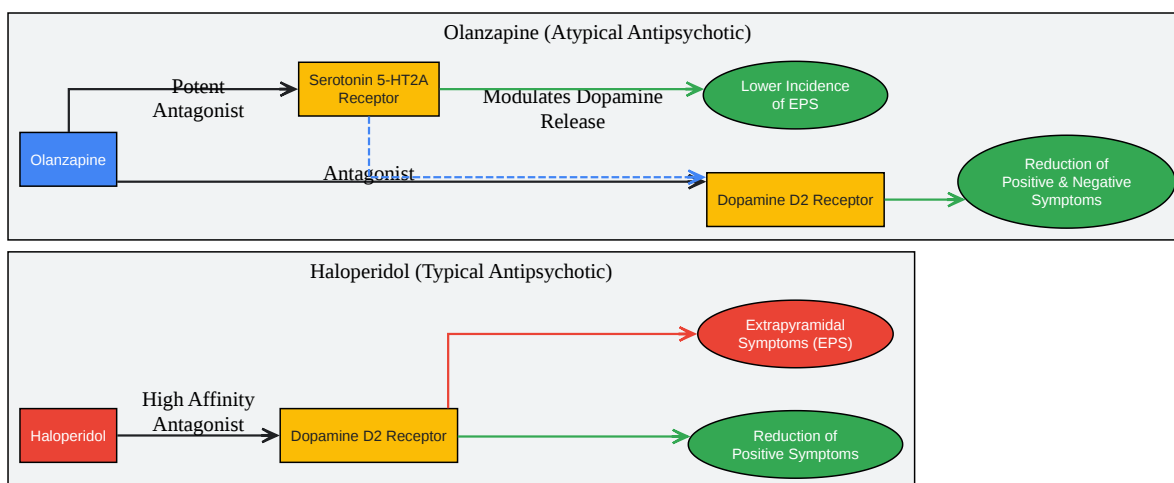 Olanzapine (Atypical Antipsychotic)
Potent
Antagonist
Serotonin 5-HT2A
Receptor
Modulates Dopamine
Release
Lower Incidence
of EPS
Olanzapine
Antagonist
Dopamine D2 Receptor
Reduction of
Positive & Negative
Symptoms
Haloperidol (Typical Antipsychotic)
Extrapyramidal
Symptoms (EPS)
High Affinity
Antagonist
Haloperidol
Dopamine D2 Receptor
Reduction of
Positive Symptoms